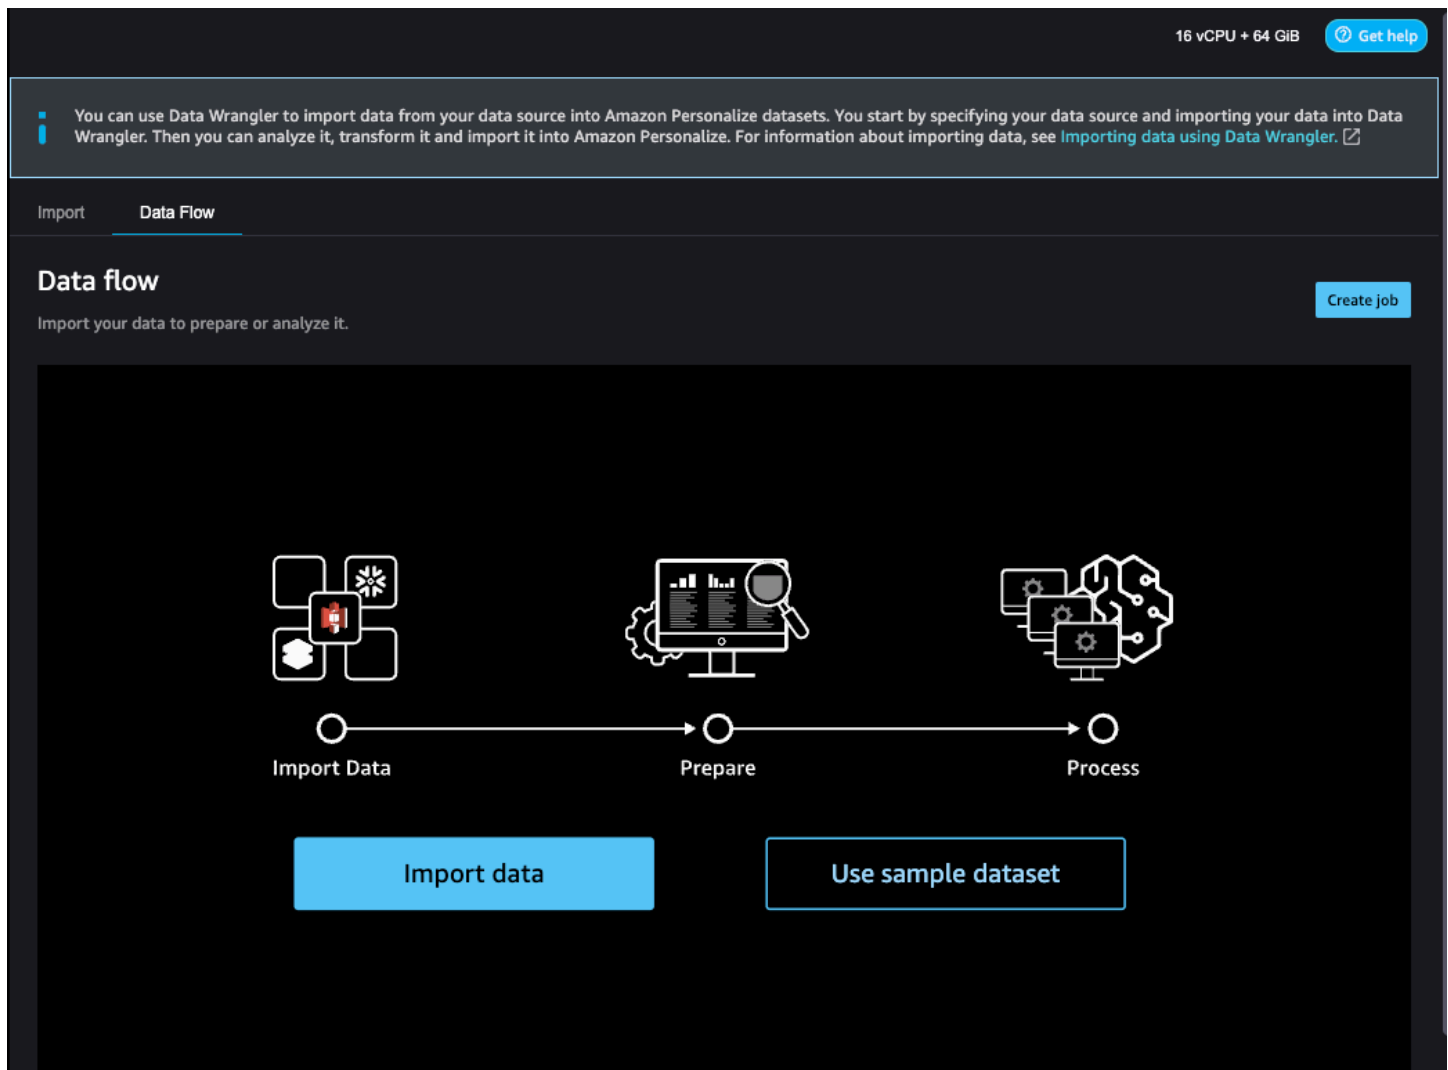 16 vCPU + 64 GiB
Get help
You can use Data Wrangler to import data from your data source into Amazon Personalize datasets. You start by specifying your data source and importing your data into Data
Wrangler. Then you can analyze it, transform it and import it into Amazon Personalize. For information about importing data, see Importing data using Data Wrangler.
Import
Data Flow
Data flow
Create job
Import your data to prepare or analyze it.
Import Data
Prepare
Process
Import data
Use sample dataset